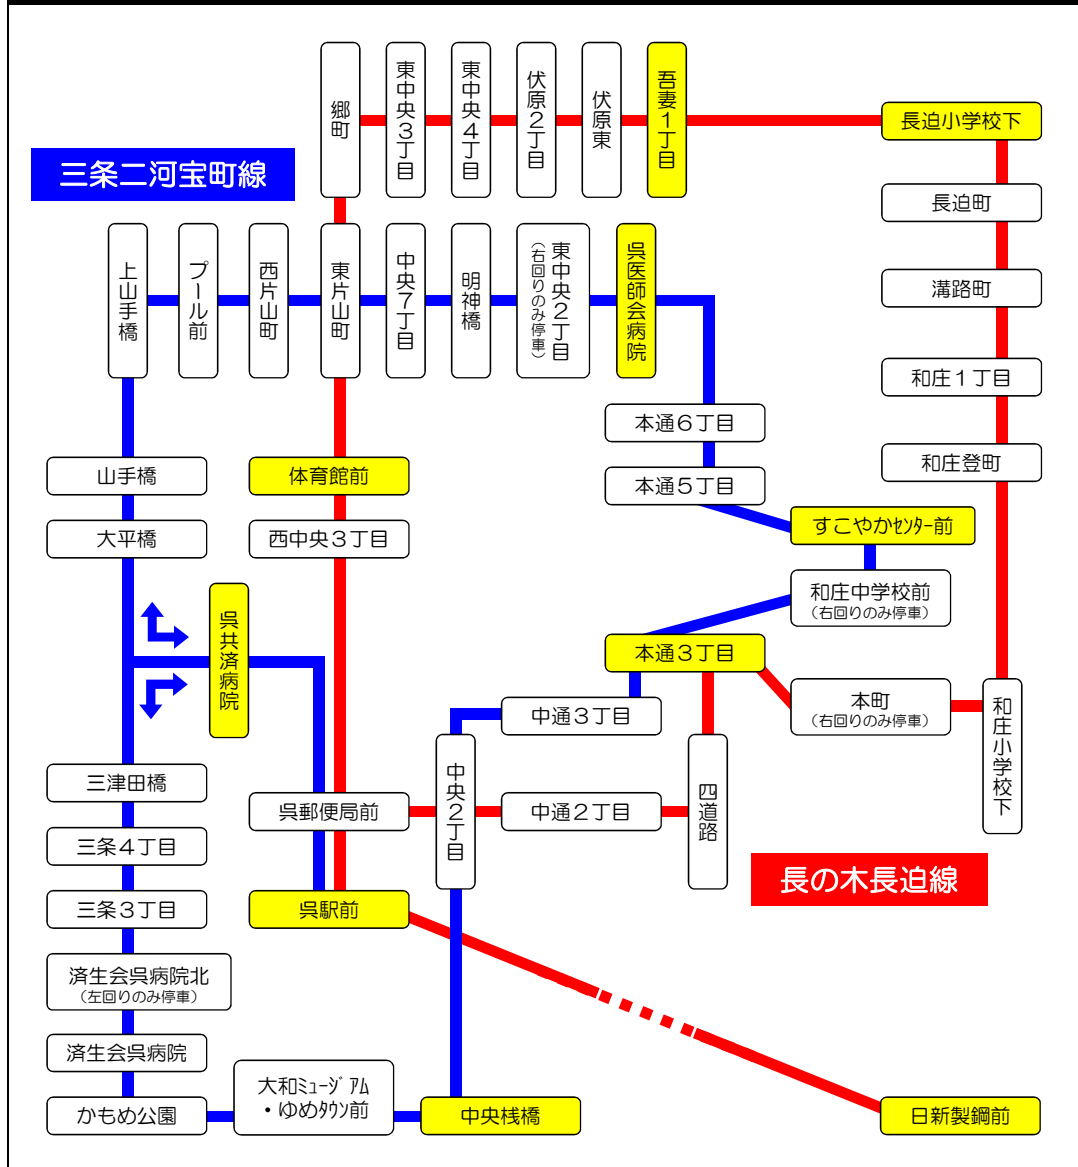 郷町
東中央３丁目
東中央４丁目
伏原２丁目
伏原東
吾妻１丁目
長迫小学校下
三条二河宝町線
長迫町
上山手橋
プール前
西片山町
東片山町
中央７丁目
明神橋
東中央２丁目
（右回りのみ停車）
呉医師会病院
溝路町
和庄１丁目
本通６丁目
和庄登町
山手橋
体育館前
本通５丁目
大平橋
西中央３丁目
すこやかｾﾝﾀｰ前
和庄中学校前
（右回りのみ停車）
呉共済病院
本通３丁目
本町
（右回りのみ停車）
和庄小学校下
中通３丁目
三津田橋
呉郵便局前
中央２丁目
中通２丁目
四道路
三条４丁目
長の木長迫線
三条３丁目
呉駅前
済生会呉病院北
（左回りのみ停車）
済生会呉病院
大和ﾐｭｰｼﾞｱﾑ
・ゆめﾀｳﾝ前
かもめ公園
中央桟橋
日新製鋼前